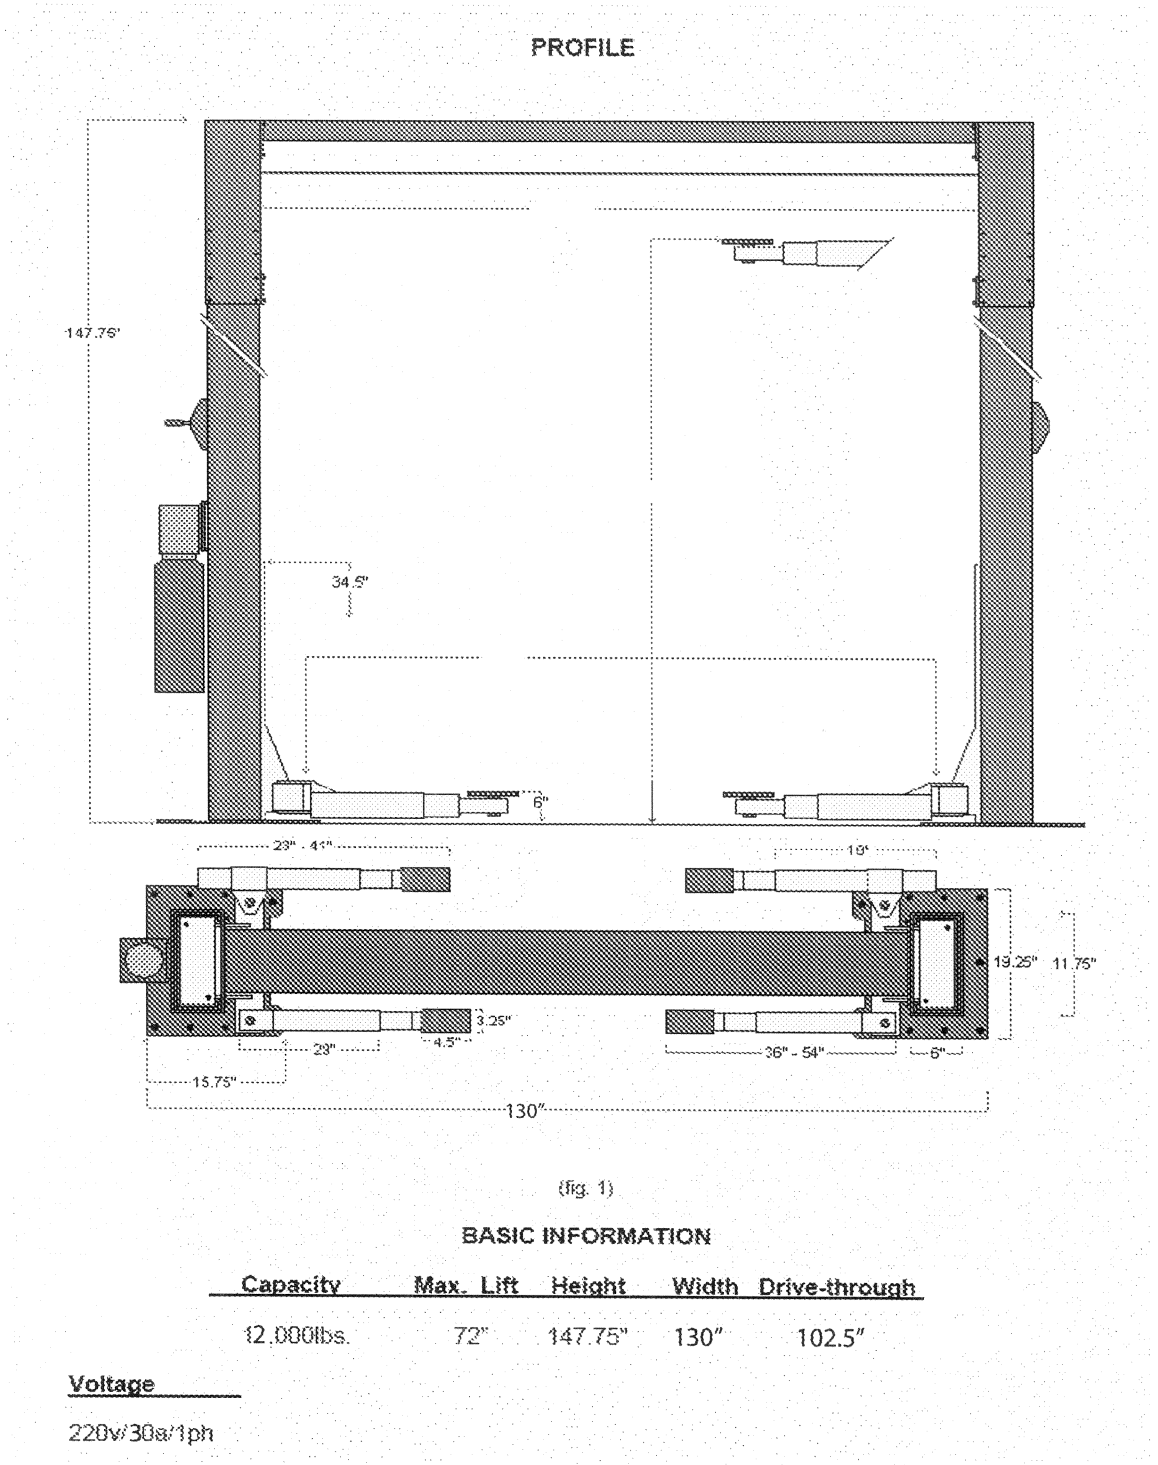 PROFILE
147.75"
34.5"
6"
29" - 41"
19"
19.25"
11.75"
3.25"
4.5"
29"
36" - 54"
6"
15.75"
130"
(fig. 1)
BASIC INFORMATION
Capacity Max. Lift Height Width Drive-through
12,000lbs. 72" 147.75" 130" 102.5"
Voltage
220v/30a/1ph